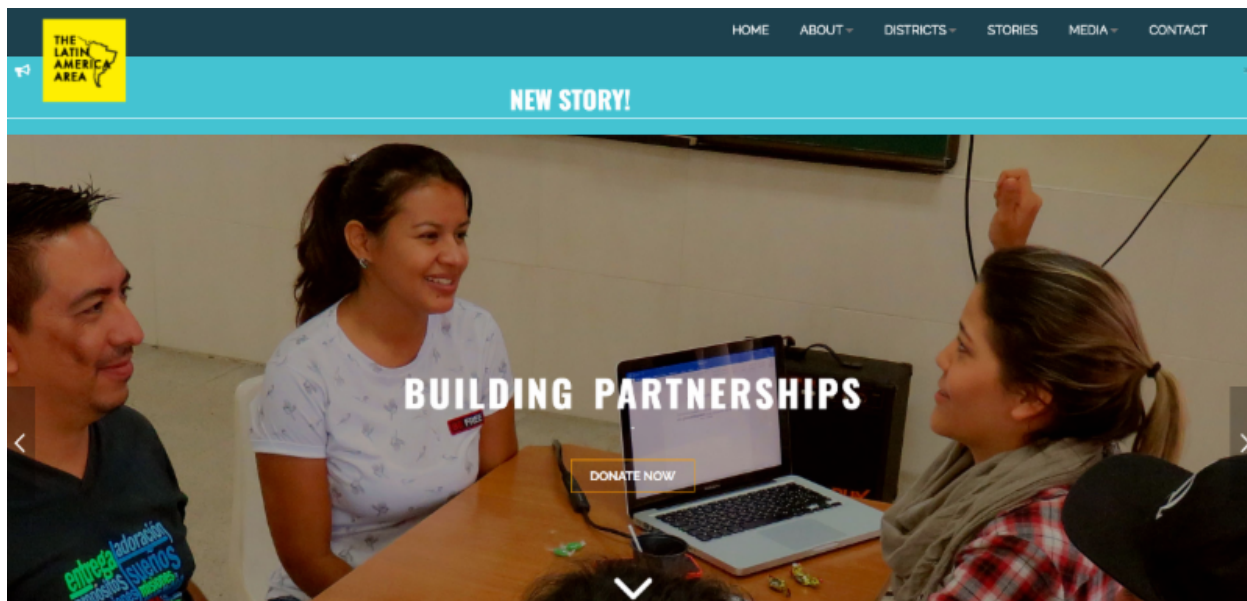 THE
LATIN
AMERICA
AREA
HOME ABOUT DISTRICTS STORIES MEDIA CONTACT
NEW STORY!
BUILDING PARTNERSHIPS
DONATE NOW
entrega adoración
sueños